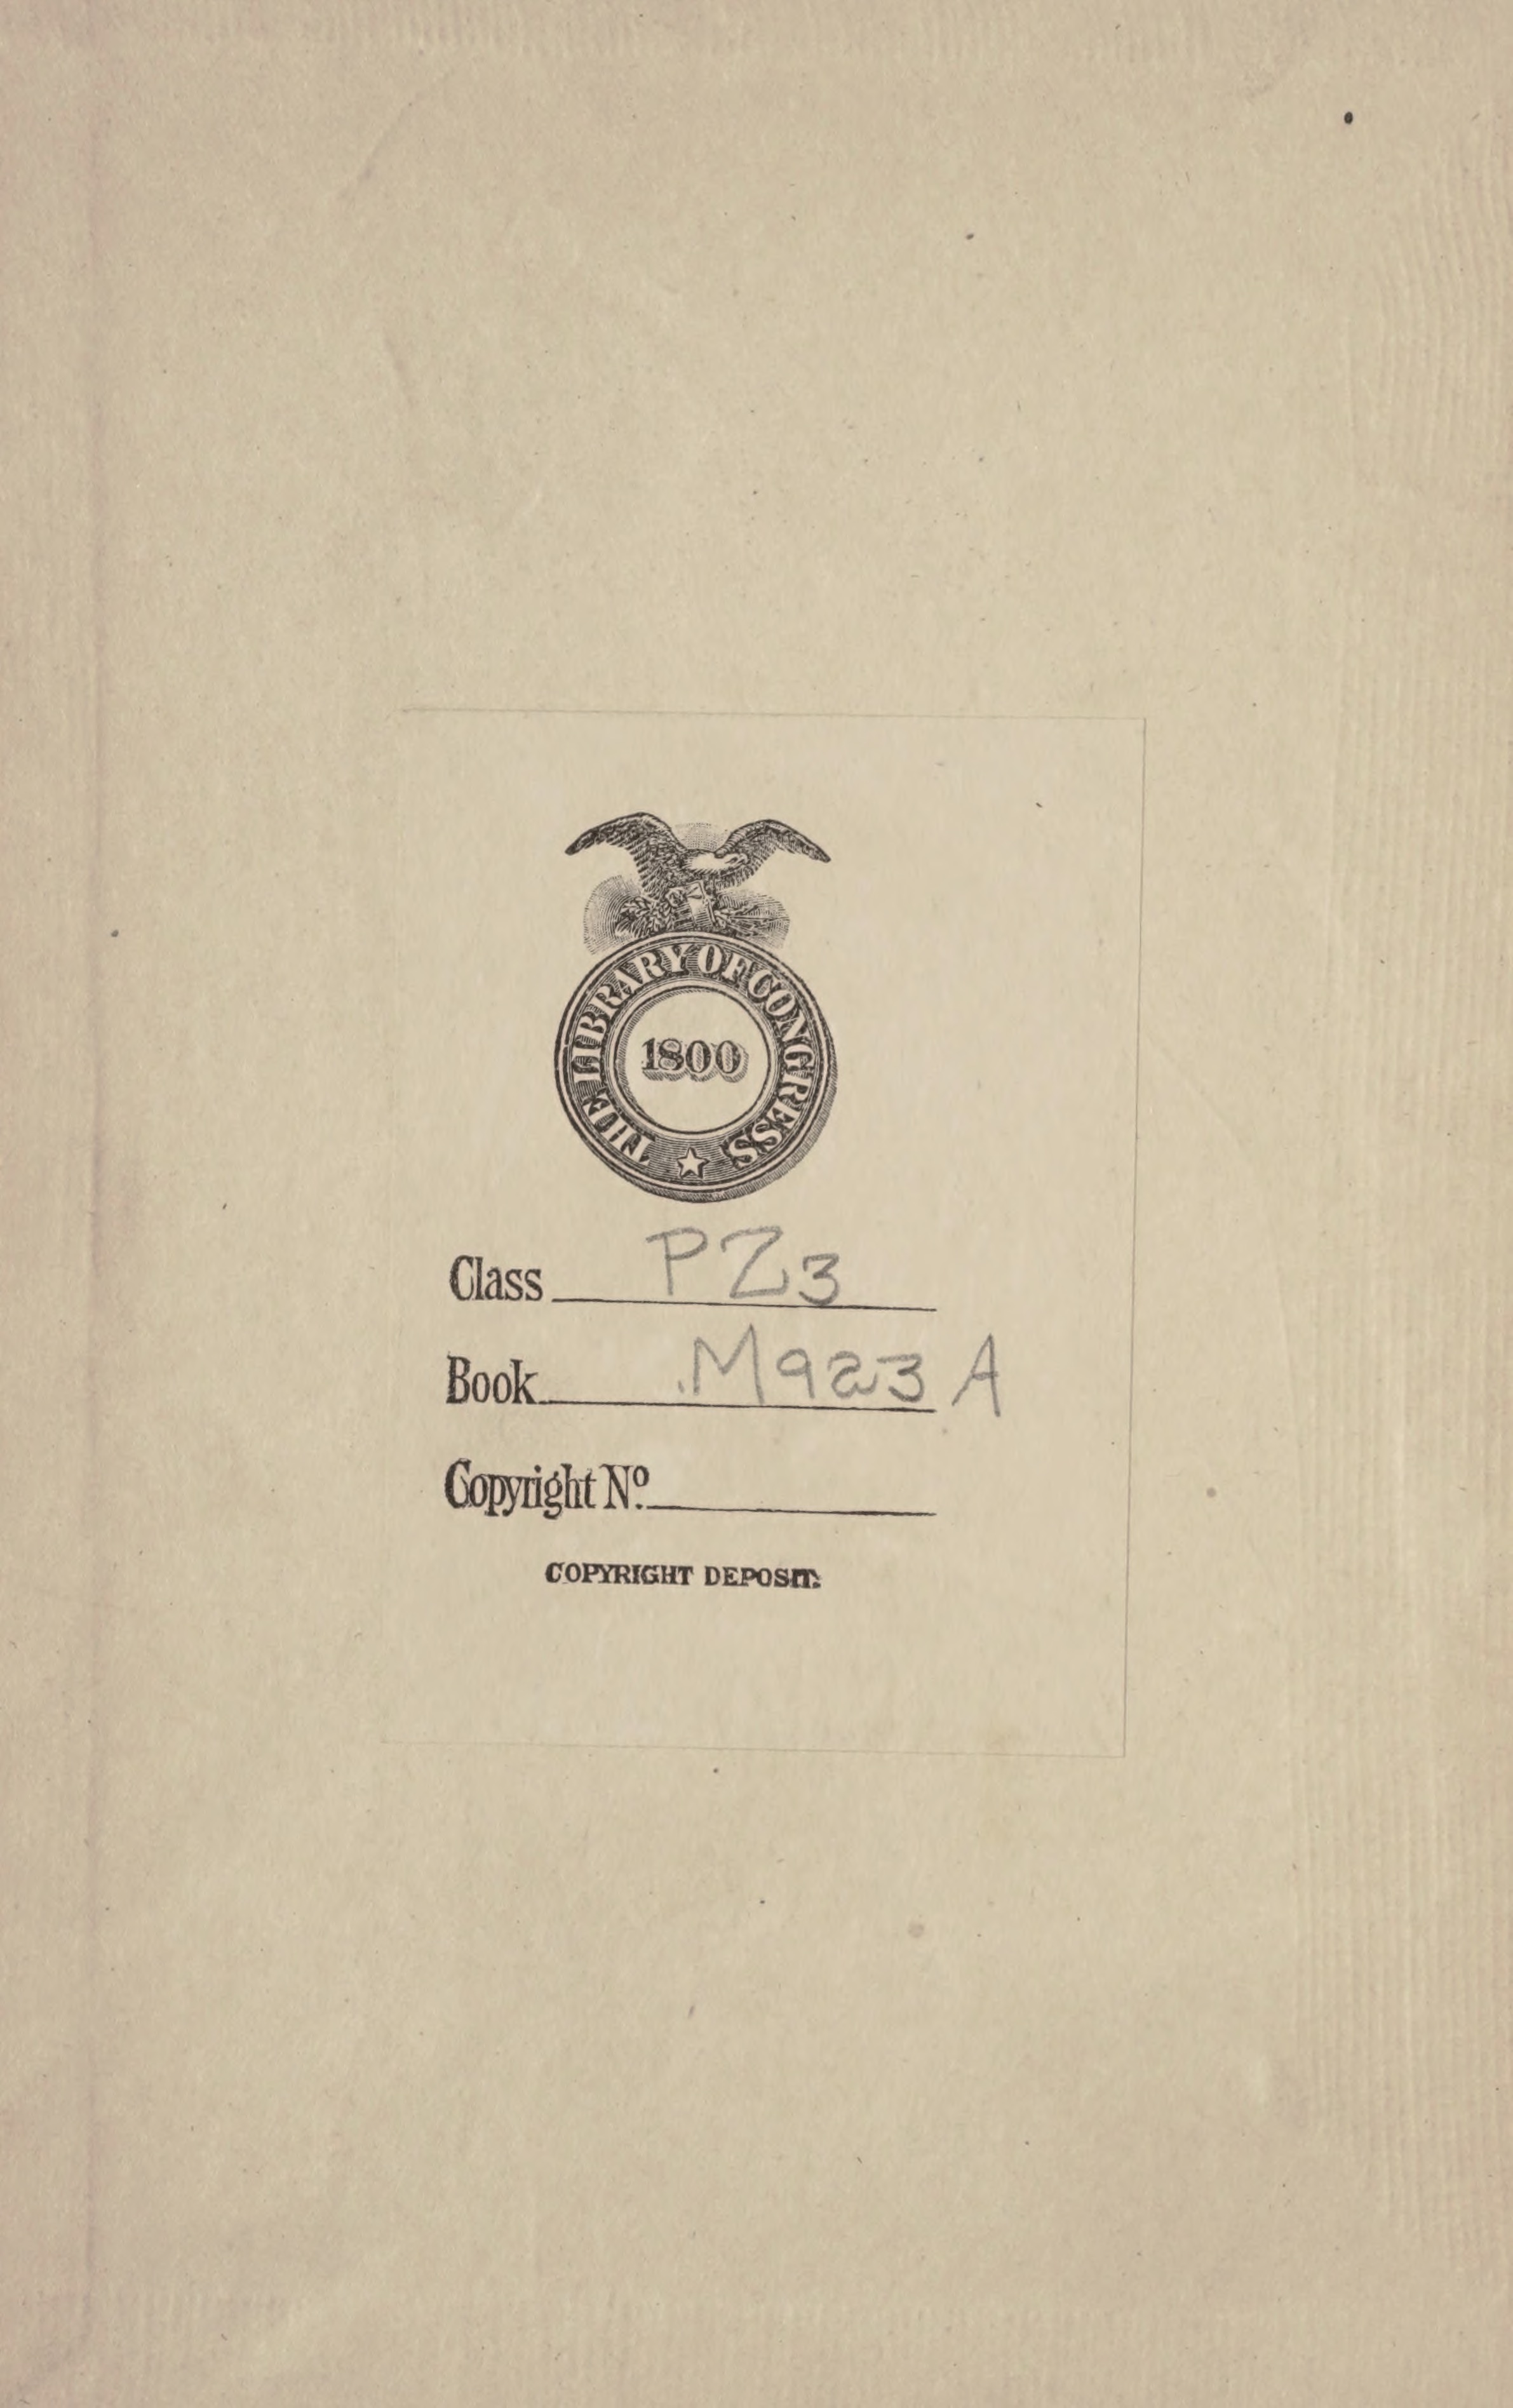 THE LIBRARY OF CONGRESS
1800
Class PZ3
Book .M923 A
Copyright Nº.
COPYRIGHT DEPOSIT.